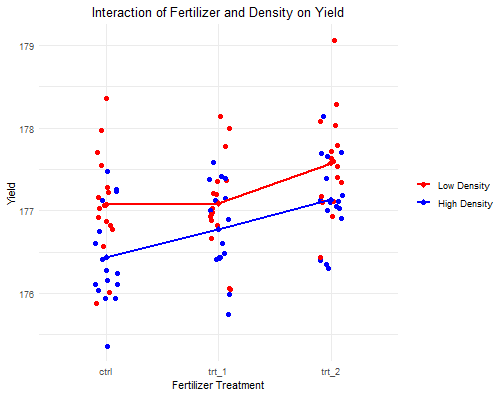 Interaction of Fertilizer and Density on Yield
Yield
179
178
177
176
ctrl
trt_1
trt_2
Fertilizer Treatment
Low Density
High Density